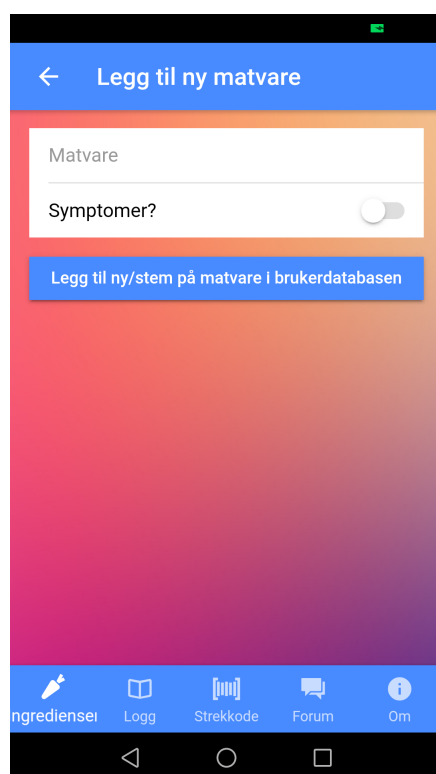 Legg til ny matvare
Matvare
Symptomer?
Legg til ny/stem på matvare i brukerdatabasen
ngredienser
Logg
Strekkode
Forum
Om